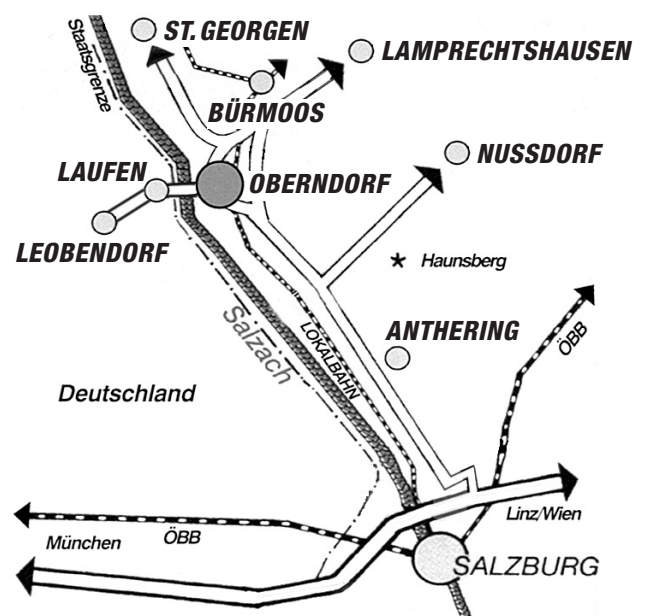 ST. GEORGEN
Staatsgrenze
LAMPRECHTSHAUSEN
BÜRMOOS
NUSSDORF
LAUFEN
OBERNDORF
LEOBENDORF
Haunsberg
Salzach
LOKALBAHN
ANTHERING
ÖBB
Deutschland
Linz/Wien
ÖBB
München
SALZBURG